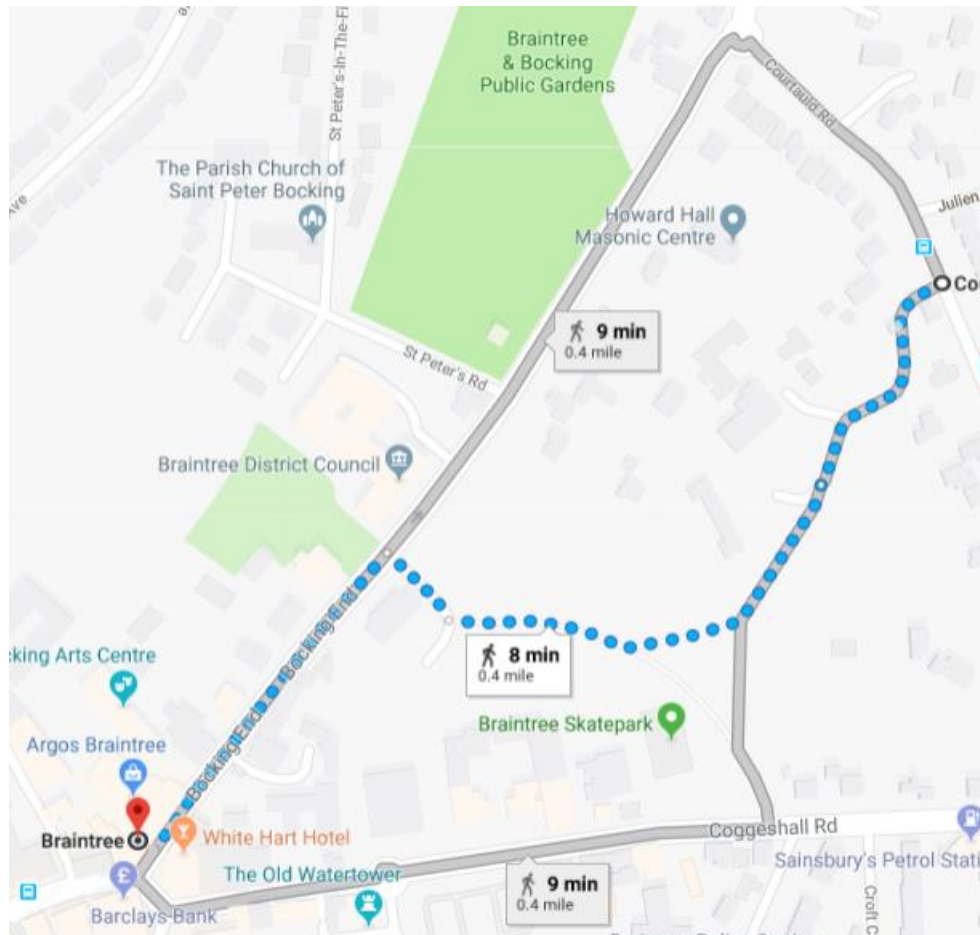 Braintree
& Bocking
Public Gardens
St Peter's-In-The-Fi
Courtauld Rd
The Parish Church of
Saint Peter Bocking
Ave
Julien
Howard Hall
Masonic Centre
Co
9 min
0.4 mile
St Peter's Rd
Braintree District Council
Bocking End
Bocking End
8 min
0.4 mile
cking Arts Centre
Braintree Skatepark
Argos Braintree
Braintree
White Hart Hotel
Coggeshall Rd
Sainsbury's Petrol Stati
The Old Watertower
9 min
0.4 mile
Barclays Bank
Croft C